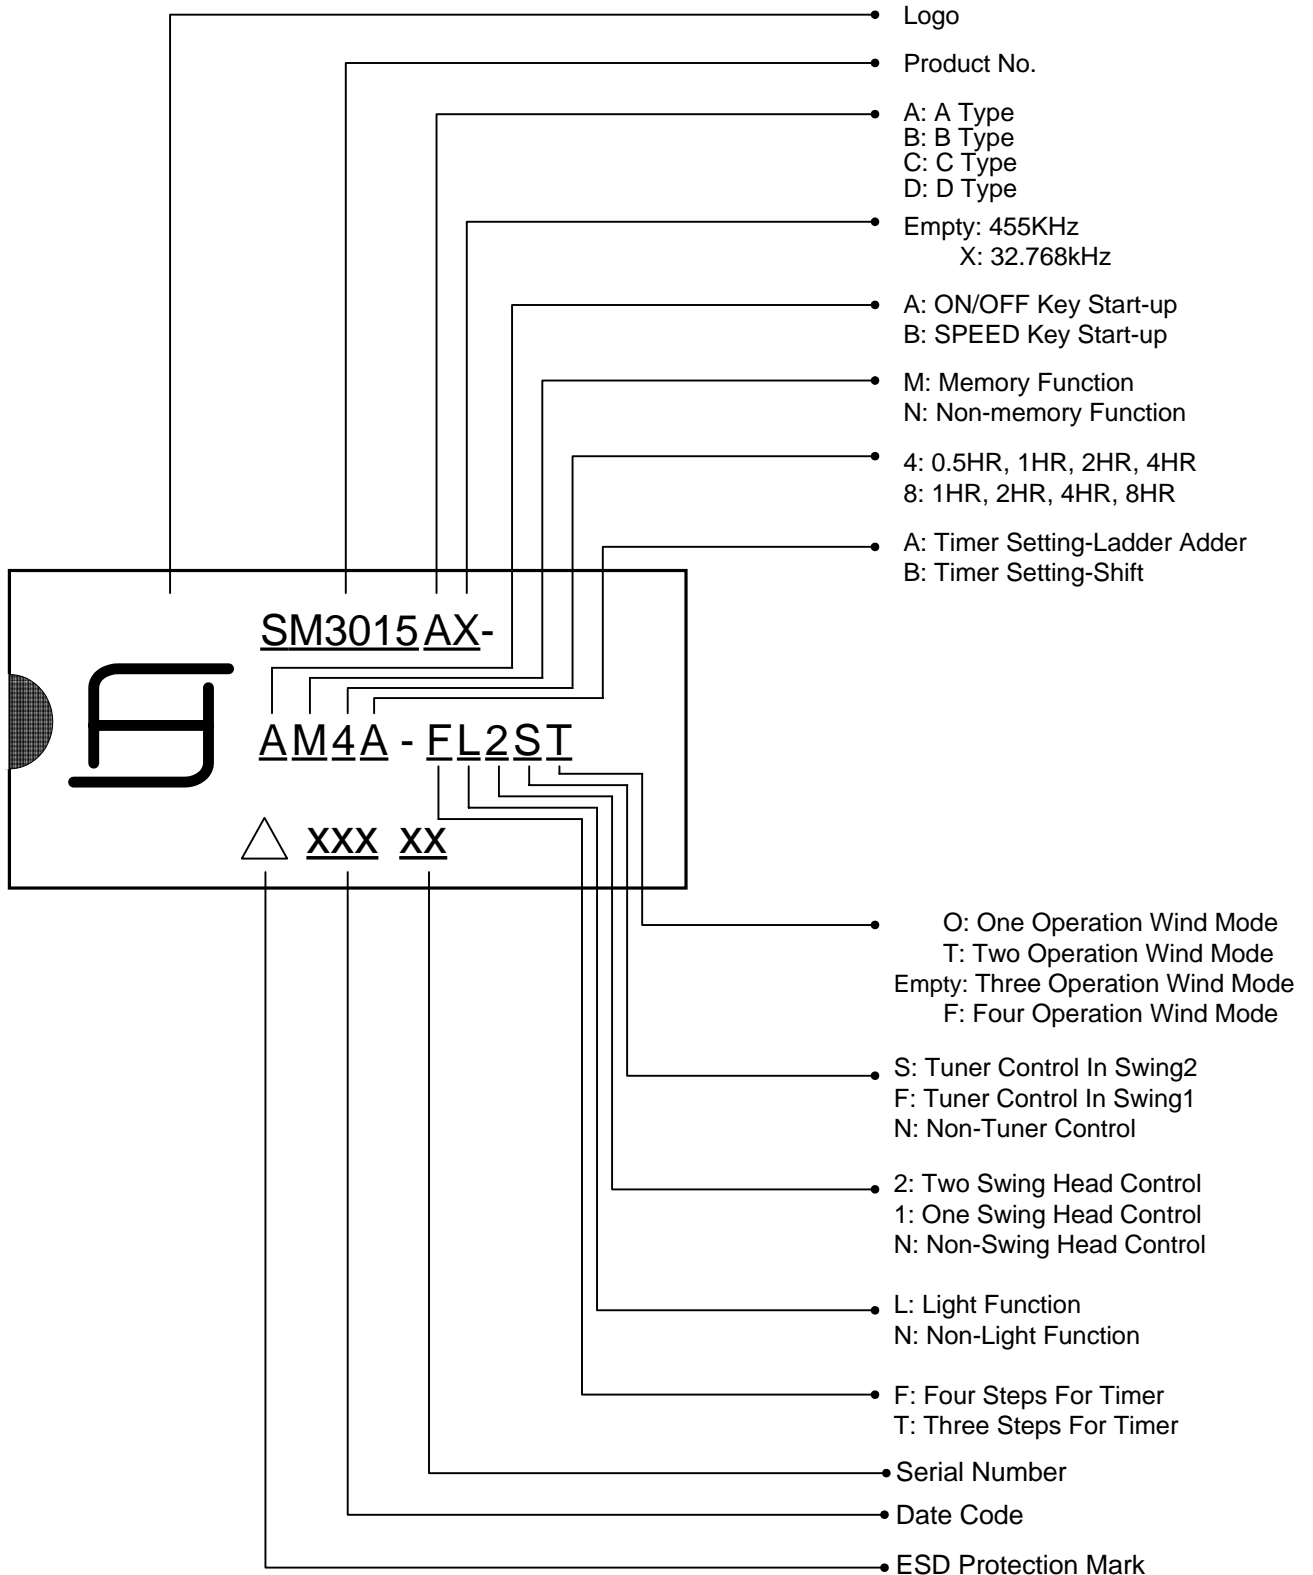 Logo
Product No.
A: A Type
B: B Type
C: C Type
D: D Type
Empty: 455KHz
X: 32.768kHz
A: ON/OFF Key Start-up
B: SPEED Key Start-up
M: Memory Function
N: Non-memory Function
4: 0.5HR, 1HR, 2HR, 4HR
8: 1HR, 2HR, 4HR, 8HR
A: Timer Setting-Ladder Adder
B: Timer Setting-Shift
SM3015AX-
AM4A-FL2ST
XXX XX
O: One Operation Wind Mode
T: Two Operation Wind Mode
Empty: Three Operation Wind Mode
F: Four Operation Wind Mode
S: Tuner Control In Swing2
F: Tuner Control In Swing1
N: Non-Tuner Control
2: Two Swing Head Control
1: One Swing Head Control
N: Non-Swing Head Control
L: Light Function
N: Non-Light Function
F: Four Steps For Timer
T: Three Steps For Timer
Serial Number
Date Code
ESD Protection Mark